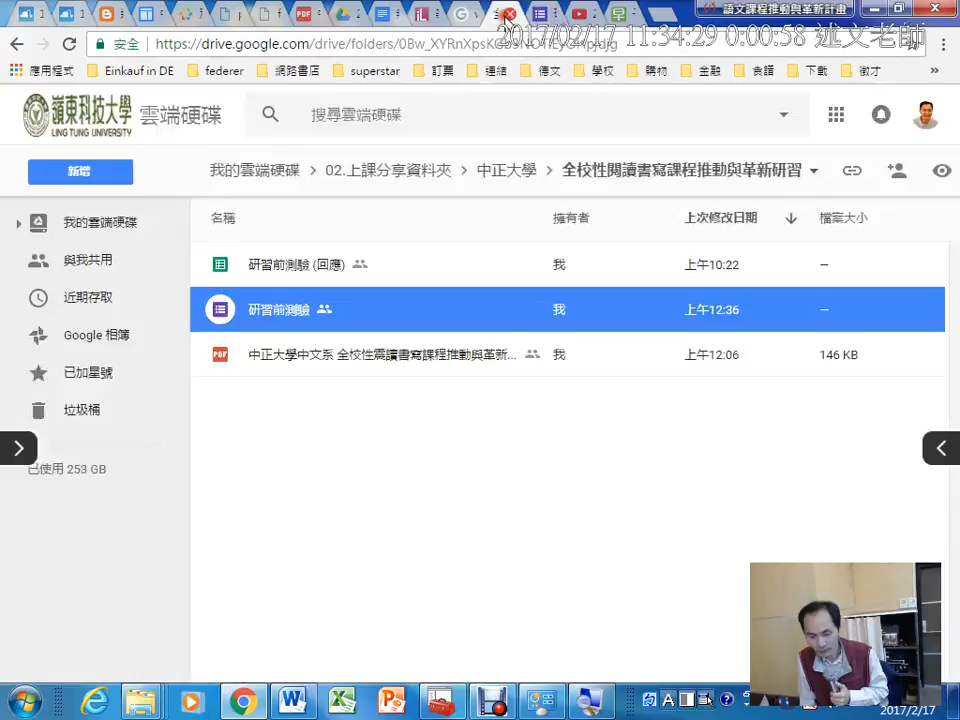 語文課程推動與革新計畫
安全 https://drive.google.com/drive/folders/
2017/02/17 11:34:29 0:00:58 述文老師
應用程式 Einkauf in DE federer 網路書店 superstar 訂票 連結 德文 學校 購物 金融 食譜 下載 徵才 »
嶺東科技大學 雲端硬碟 搜尋雲端硬碟
LING TUNG UNIVERSITY
新增 我的雲端硬碟 > 02.上課分享資料夾 > 中正大學 > 全校性閱讀書寫課程推動與革新研習
名稱 擁有者 上次修改日期 檔案大小
我的雲端硬碟
與我共用
近期存取
Google 相簿
已加星號
垃圾桶
已使用 253 GB
研習前測驗 (回應) 我 上午10:22 –
研習前測驗 我 上午12:36 –
PDF 中正大學中文系 全校性閱讀書寫課程推動與革新... 我 上午12:06 146 KB
2017/2/17